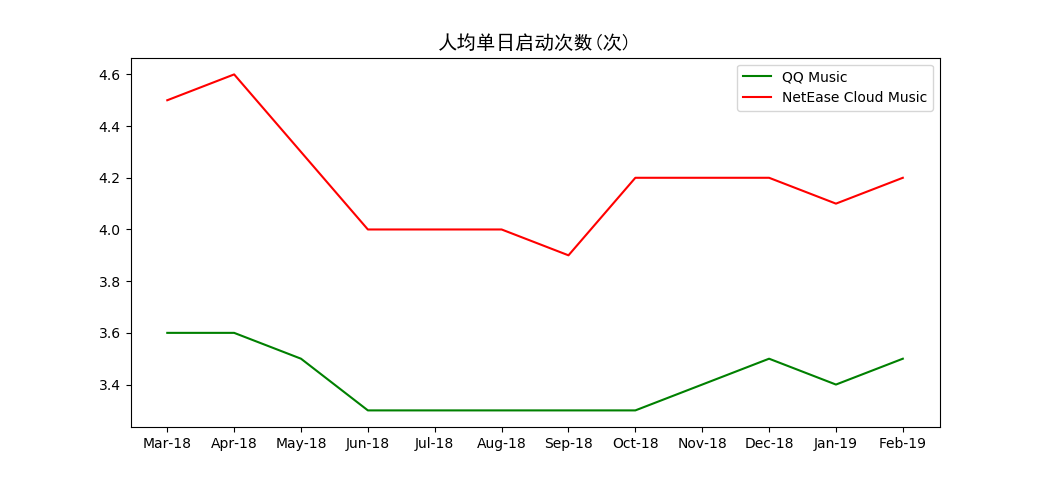 人均单日启动次数(次)
QQ Music
NetEase Cloud Music
4.6
4.4
4.2
4.0
3.8
3.6
3.4
Mar-18 Apr-18 May-18 Jun-18 Jul-18 Aug-18 Sep-18 Oct-18 Nov-18 Dec-18 Jan-19 Feb-19